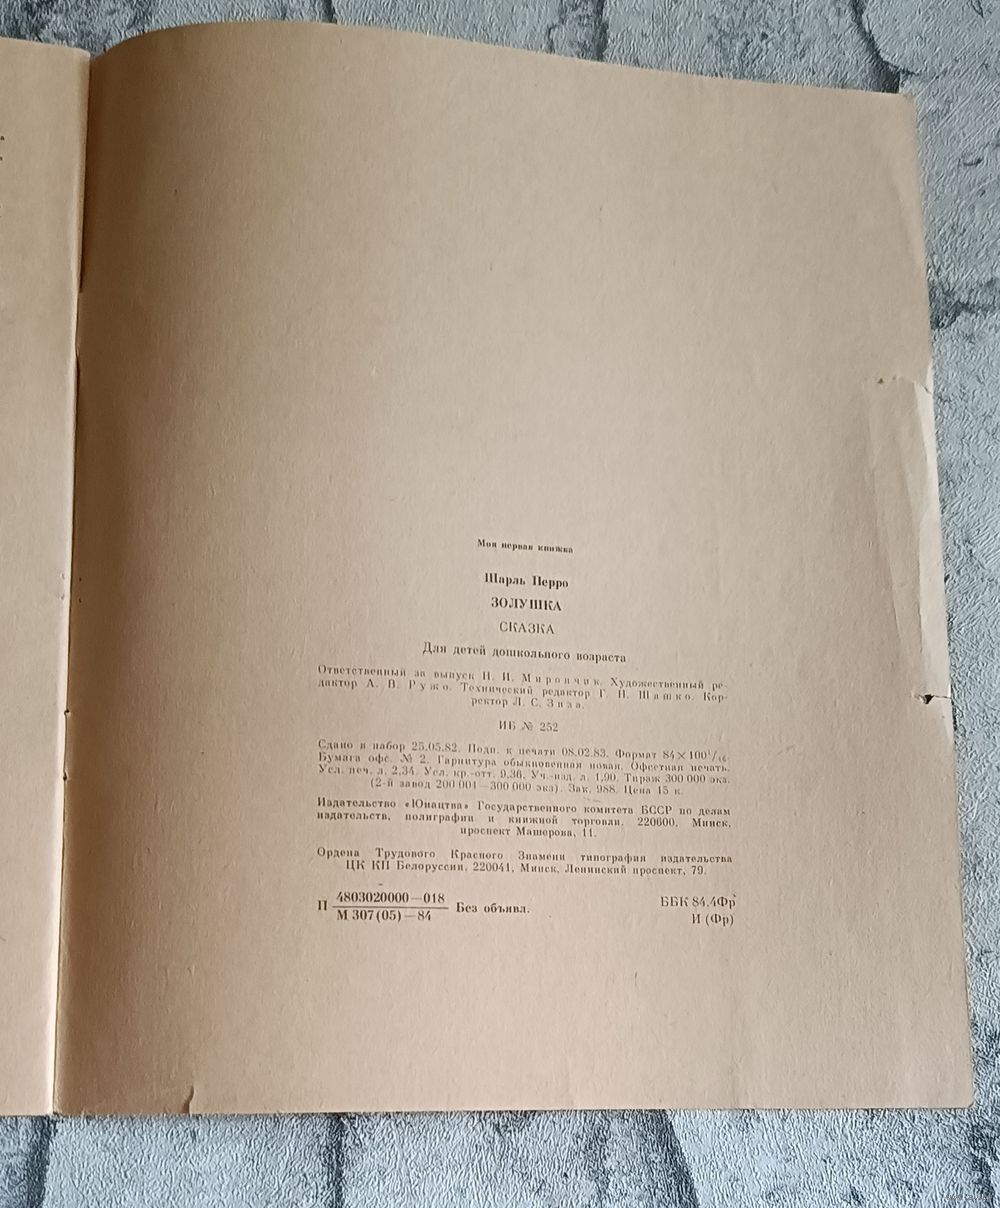 Моя первая книжка
Шарль Перро
ЗОЛУШКА
СКАЗКА
Для детей дошкольного возраста
Ответственный за выпуск Н. И. Мирончик. Художественный ре-
дактор А. В. Ружо. Технический редактор Г. Н. Шашко. Кор-
ректор Л. С. Зназ.
ИБ № 252
Сдано в набор 25.05.82. Подп. к печати 08.02.83. Формат 84×100¹/₁₆.
Бумага офс. № 2. Гарнитура обыкновенная новая. Офсетная печать.
Усл. печ. л. 2,34. Усл. кр.-отт. 9,36. Уч.-изд. л. 1,90. Тираж 300 000 экз.
(2-й завод 200 001—300 000 экз). Зак. 988. Цена 15 к.
Издательство «Юнацтва» Государственного комитета БССР по делам
издательств, полиграфии и книжной торговли. 220600, Минск,
проспект Машерова, 11.
Ордена Трудового Красного Знамени типография издательства
ЦК КП Белоруссии. 220041, Минск, Ленинский проспект, 79.
П 4803020000—018
М 307(05)—84 Без объявл.
ББК 84.4Фр
И (Фр)